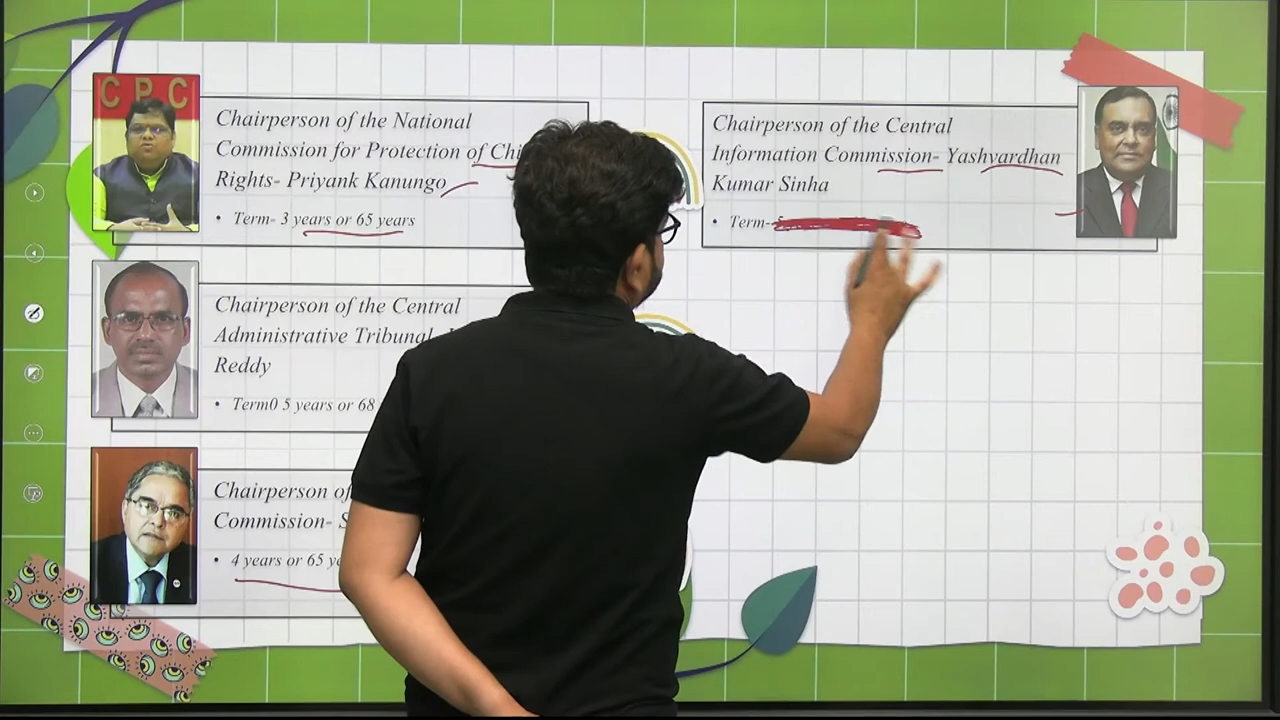 CPC
Chairperson of the National
Commission for Protection of Chi
Rights- Priyank Kanungo
• Term- 3 years or 65 years
Chairperson of the Central
Administrative Tribunal
Reddy
• Term0 5 years or 68
Chairperson of
Commission- S
• 4 years or 65 ye
Chairperson of the Central
Information Commission- Yashvardhan
Kumar Sinha
• Term-